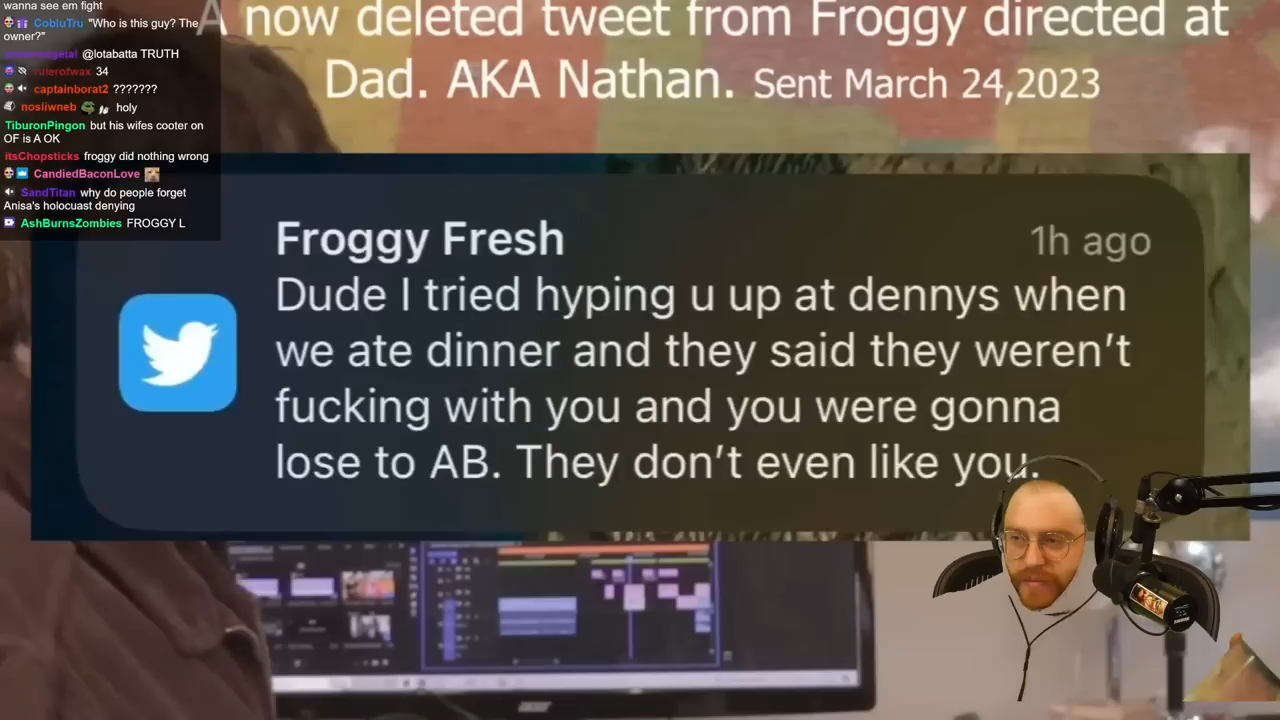 wanna see em fight
CobluTru "Who is this guy? The
owner?"
@lotabatta TRUTH
rulerofwax 34
captainborat2 ???????
nosliwneb holy
TiburonPingon but his wifes cooter on
OF is A OK
itsChopsticks froggy did nothing wrong
CandiedBaconLove
SandTitan why do people forget
Anisa's holocaust denying
AshBurnsZombies FROGGY L
A now deleted tweet from Froggy directed at
Dad. AKA Nathan. Sent March 24,2023
Froggy Fresh
1h ago
Dude I tried hyping u up at dennys when
we ate dinner and they said they weren't
fucking with you and you were gonna
lose to AB. They don't even like you.
acer